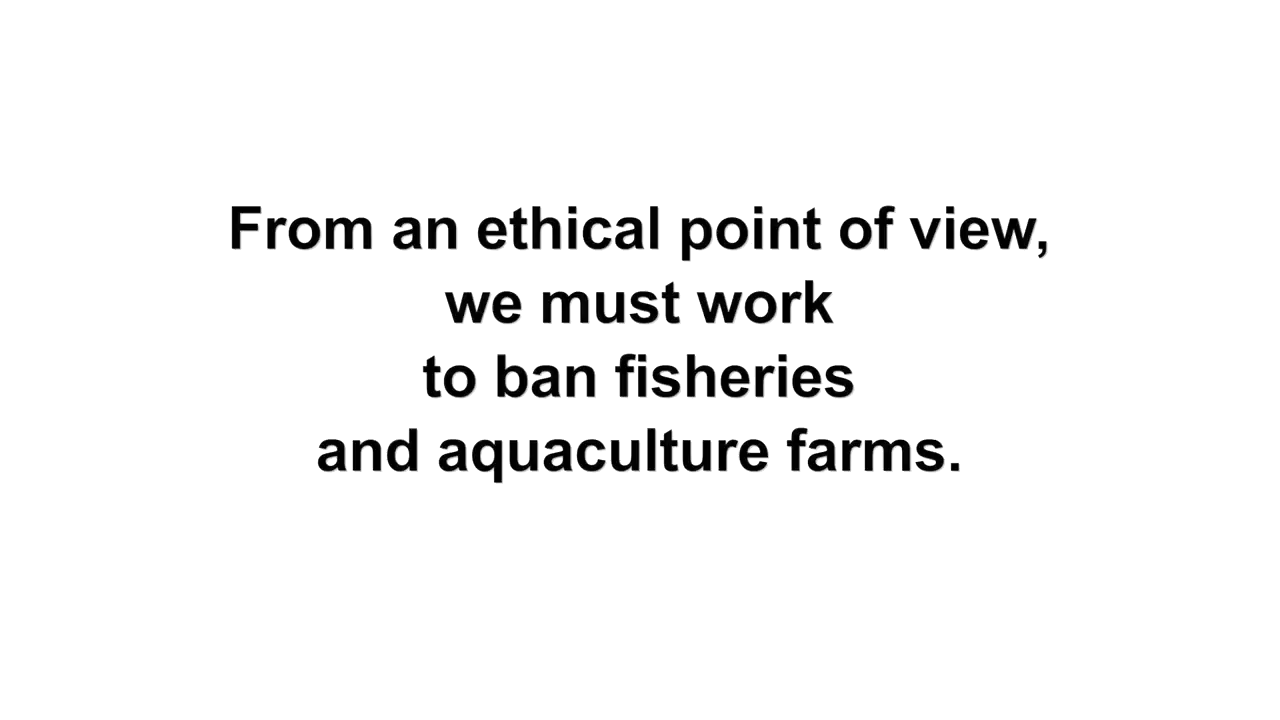 From an ethical point of view,
we must work
to ban fisheries
and aquaculture farms.